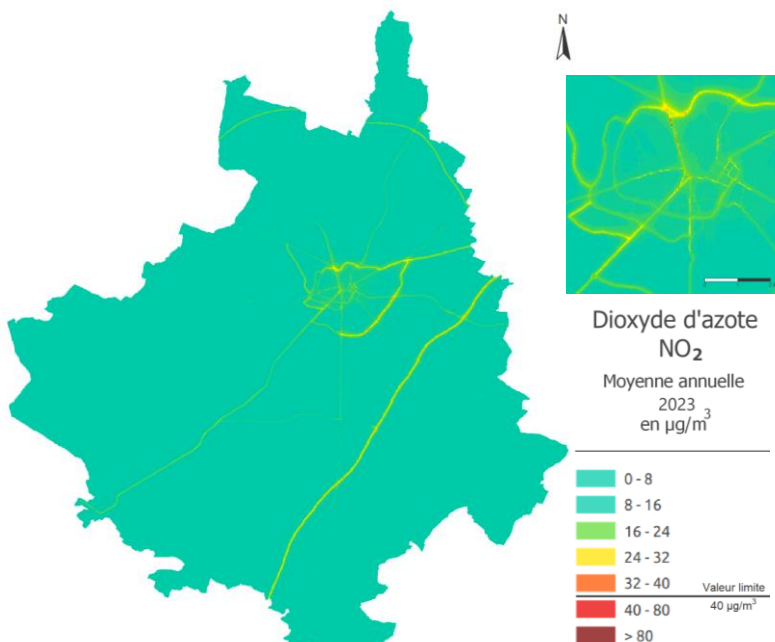 N
Dioxyde d'azote
NO₂
Moyenne annuelle
2023
en µg/m³
0 - 8
8 - 16
16 - 24
24 - 32
32 - 40
Valeur limite
40 µg/m³
40 - 80
> 80